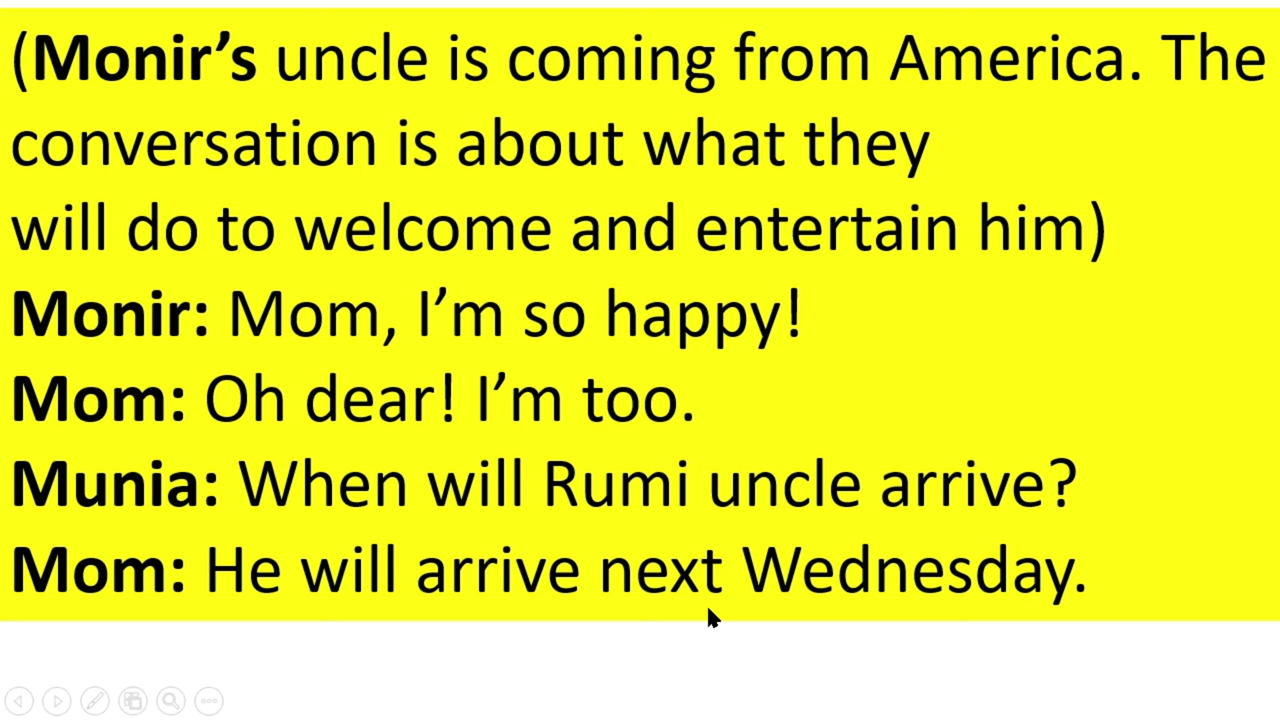 (Monir’s uncle is coming from America. The
conversation is about what they
will do to welcome and entertain him)
Monir: Mom, I’m so happy!
Mom: Oh dear! I’m too.
Munia: When will Rumi uncle arrive?
Mom: He will arrive next Wednesday.